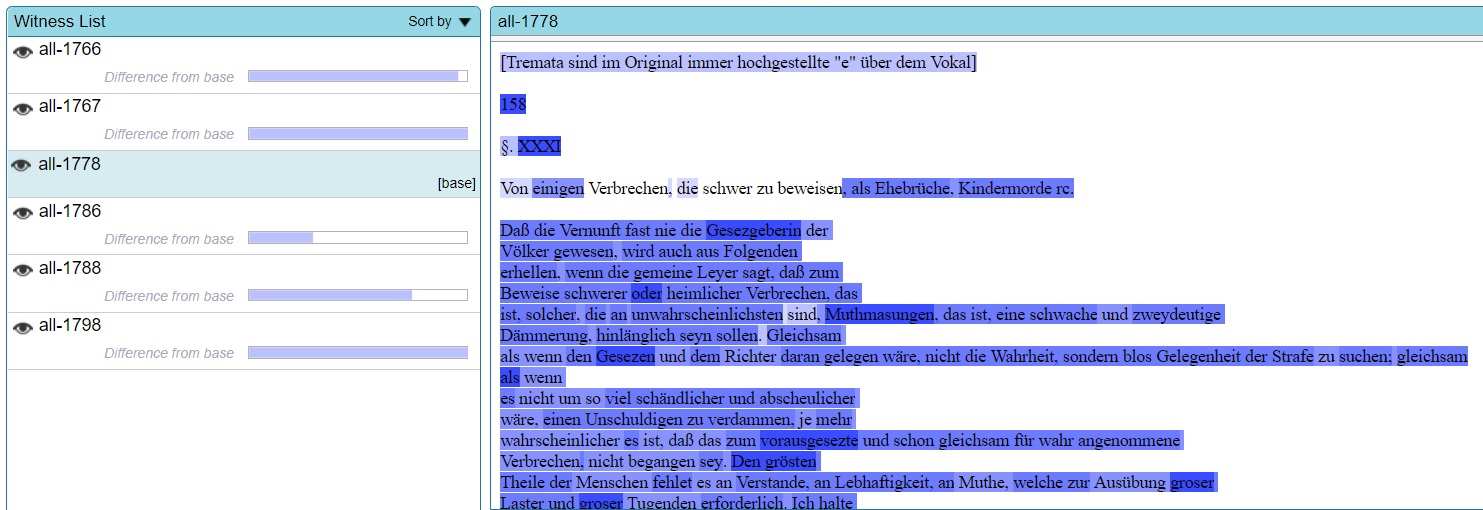 Witness List
Sort by
all-1766
Difference from base
all-1767
Difference from base
all-1778
[base]
all-1786
Difference from base
all-1788
Difference from base
all-1798
Difference from base
all-1778
[Tremata sind im Original immer hochgestellte "e" über dem Vokal]
158
§. XXXI
Von einigen Verbrechen, die schwer zu beweisen, als Ehebrüche, Kindermorde rc.
Daß die Vernunft fast nie die Gesezgeberin der
Völker gewesen, wird auch aus Folgenden
erhellen, wenn die gemeine Leyer sagt, daß zum
Beweise schwerer oder heimlicher Verbrechen, das
ist, solcher, die an unwahrscheinlichsten sind, Muthmasungen, das ist, eine schwache und zweydeutige
Dämmerung, hinlänglich seyn sollen. Gleichsam
als wenn den Gesezen und dem Richter daran gelegen wäre, nicht die Wahrheit, sondern blos Gelegenheit der Strafe zu suchen; gleichsam
als wenn
es nicht um so viel schändlicher und abscheulicher
wäre, einen Unschuldigen zu verdammen, je mehr
wahrscheinlicher es ist, daß das zum vorausgesezte und schon gleichsam für wahr angenommene
Verbrechen, nicht begangen sey. Den grösten
Theile der Menschen fehlet es an Verstande, an Lebhaftigkeit, an Muthe, welche zur Ausübung groser
Laster und groser Tugenden erforderlich. Ich halte